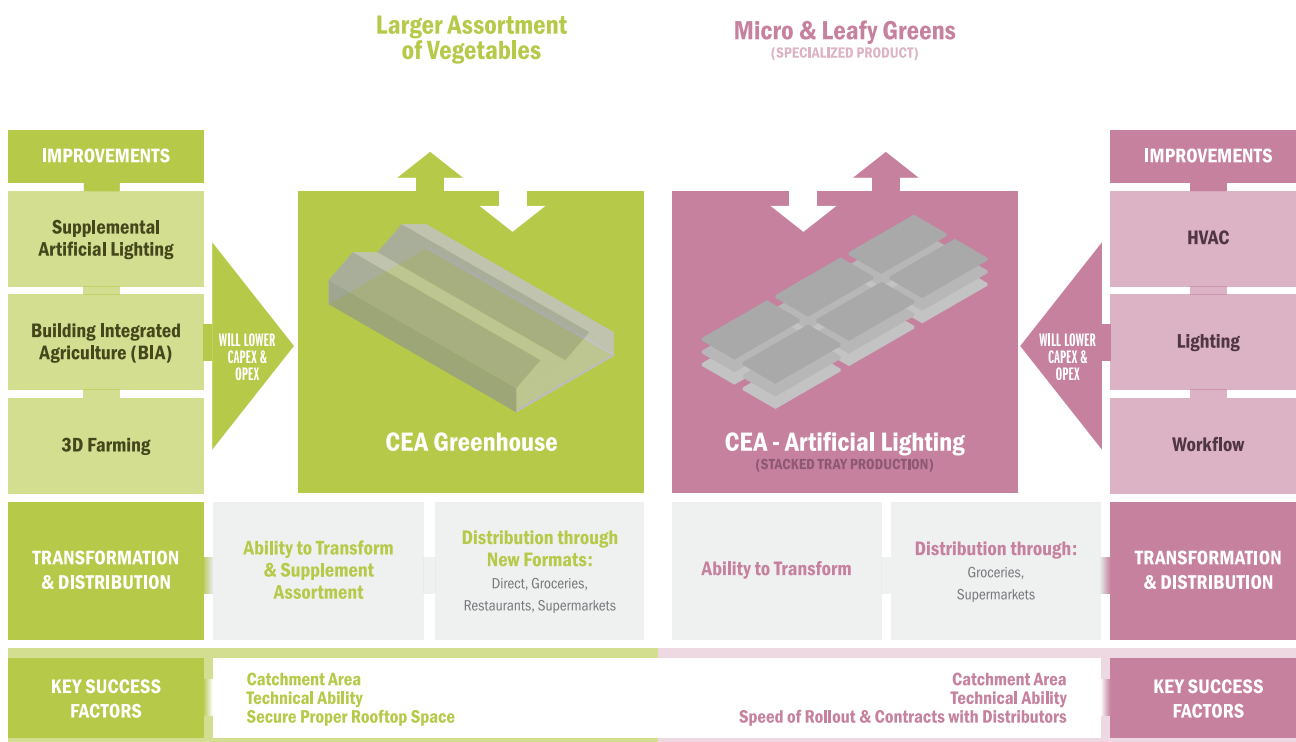 Larger Assortment
of Vegetables
Micro & Leafy Greens
(SPECIALIZED PRODUCT)
IMPROVEMENTS
Supplemental
Artificial Lighting
Building Integrated
Agriculture (BIA)
3D Farming
WILL LOWER
CAPEX &
OPEX
CEA Greenhouse
CEA - Artificial Lighting
(STACKED TRAY PRODUCTION)
WILL LOWER
CAPEX &
OPEX
IMPROVEMENTS
HVAC
Lighting
Workflow
TRANSFORMATION
& DISTRIBUTION
Ability to Transform
& Supplement
Assortment
Distribution through
New Formats:
Direct, Groceries,
Restaurants, Supermarkets
Ability to Transform
Distribution through:
Groceries,
Supermarkets
TRANSFORMATION
& DISTRIBUTION
KEY SUCCESS
FACTORS
Catchment Area
Technical Ability
Secure Proper Rooftop Space
Catchment Area
Technical Ability
Speed of Rollout & Contracts with Distributors
KEY SUCCESS
FACTORS